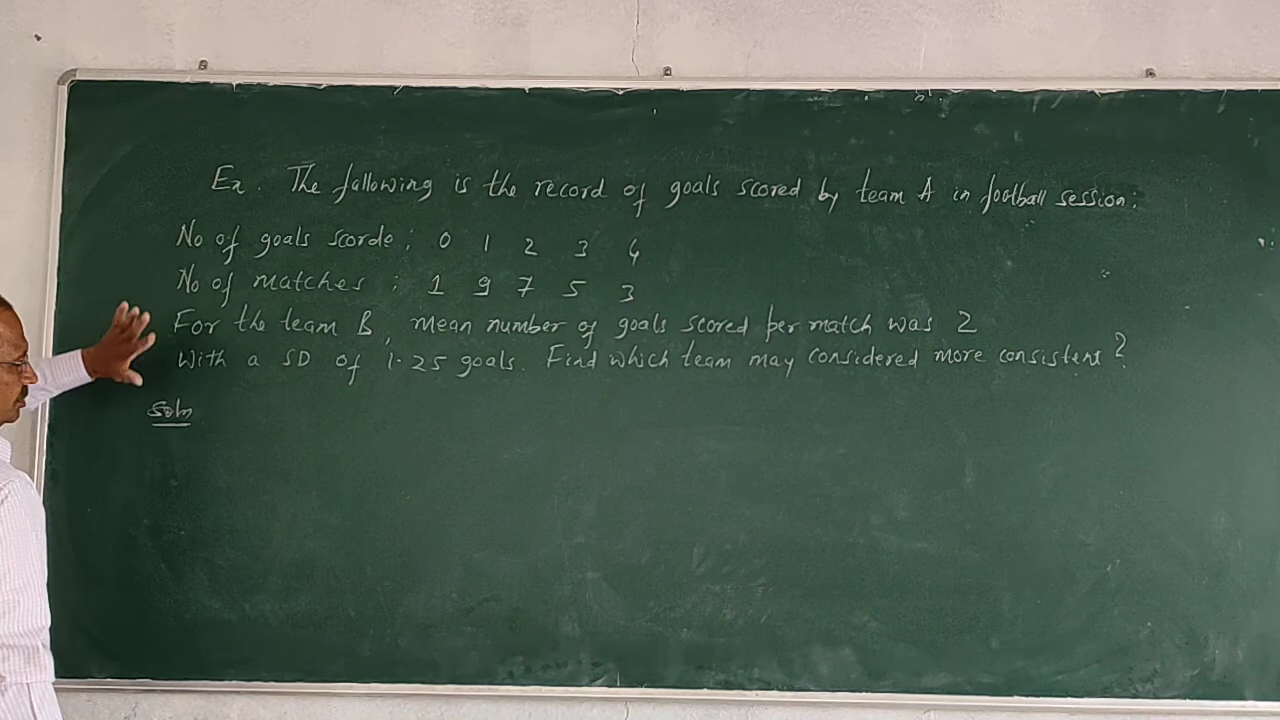 Ex. The following is the record of goals scored by team A in football session:
No of goals scorde : 0 1 2 3 4
No of matches : 1 9 7 5 3
For the team B, mean number of goals scored per match was 2
with a SD of 1.25 goals. Find which team may considered more consistent ?
Soln